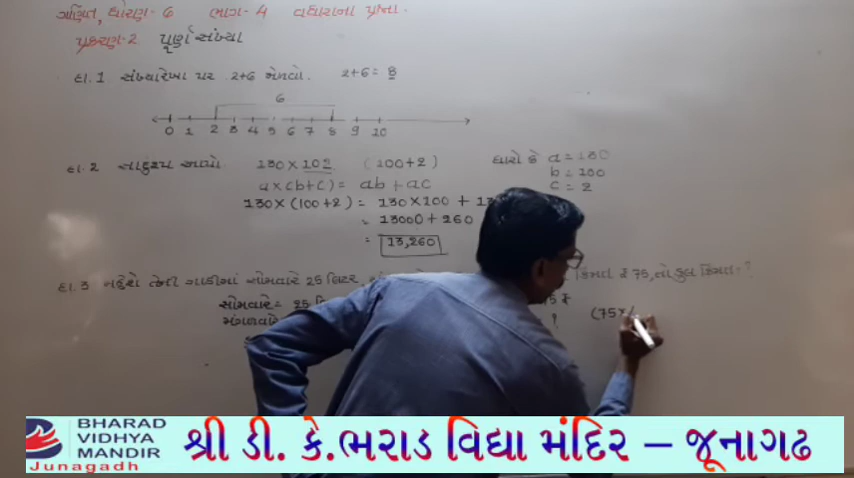 ગણિત, ધોરણ- 6 ભાગ- 4 વધારાના પ્રશ્નો.
પ્રકરણ-2 પૂર્ણ સંખ્યા
દા.1 સંખ્યારેખા પર 2+6 મેળવો. 2+6= 8
6
0 1 2 3 4 5 6 7 8 9 10
દા.2 સાદુરૂપ આપો 130 × 102 (100+2) ધારો કે a = 130
b = 100
a×(b+c) = ab + ac c = 2
130 × (100+2) = 130×100 +
= 13000 + 260
= 13,260
દા.3 તેની ગાડીમાં સોમવારે 25 લિટર, કિંમત ₹ 75, તો કુલ કિંમત = ?
સોમવારે = 25 ₹
મંગળવારે ? (75×
BHARAD
VIDHYA
MANDIR
Junagadh
શ્રી ડી. કે.ભરાડ વિદ્યા મંદિર – જૂનાગઢ